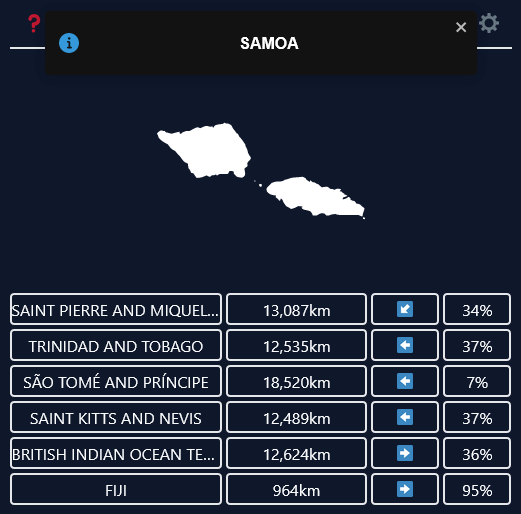 ?
SAMOA
SAINT PIERRE AND MIQUEL... 13,087km ↙ 34%
TRINIDAD AND TOBAGO 12,535km ← 37%
SÃO TOMÉ AND PRÍNCIPE 18,520km ← 7%
SAINT KITTS AND NEVIS 12,489km ← 37%
BRITISH INDIAN OCEAN TE... 12,624km → 36%
FIJI 964km → 95%